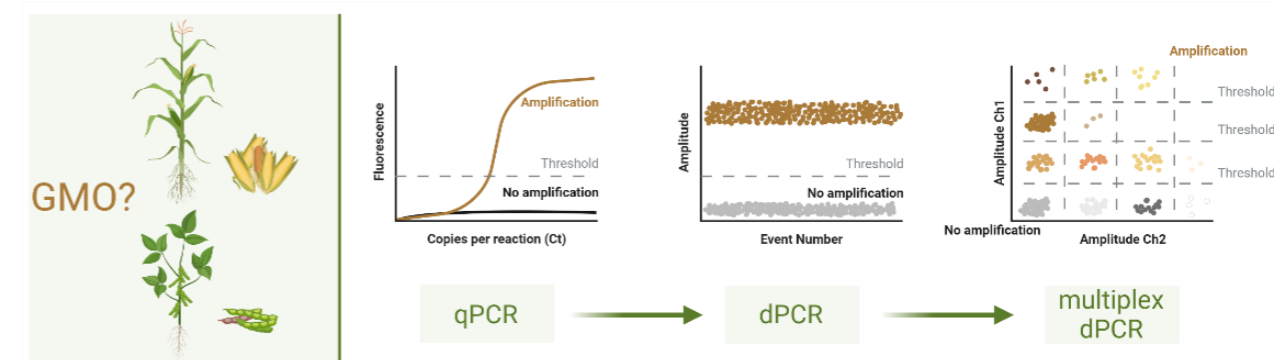 GMO?
Fluorescence
Amplification
Threshold
No amplification
Copies per reaction (Ct)
qPCR
Amplitude
Threshold
No amplification
Event Number
dPCR
Amplification
Amplitude Ch1
Threshold
Threshold
Threshold
No amplification
Amplitude Ch2
multiplex
dPCR